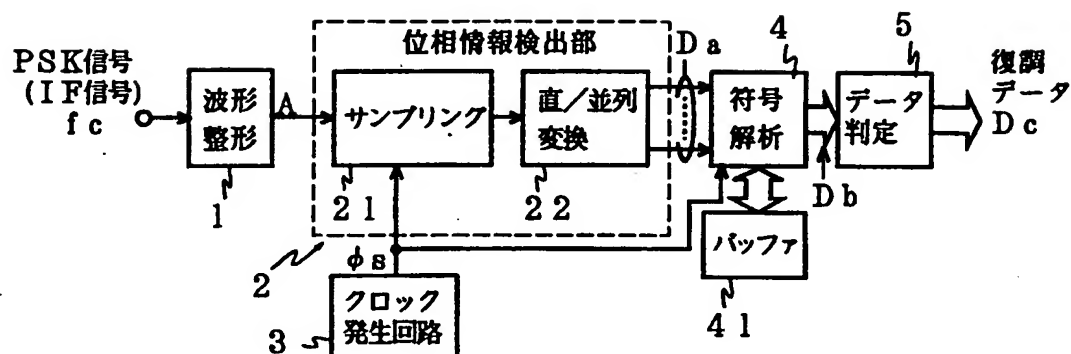 PSK信号
(IF信号)
fc
波形
整形
1
A
位相情報検出部
サンプリング
21
直/並列
変換
22
2
φs
クロック
発生回路
3
Da
符号
解析
4
バッファ
41
Db
データ
判定
5
復調
データ
Dc